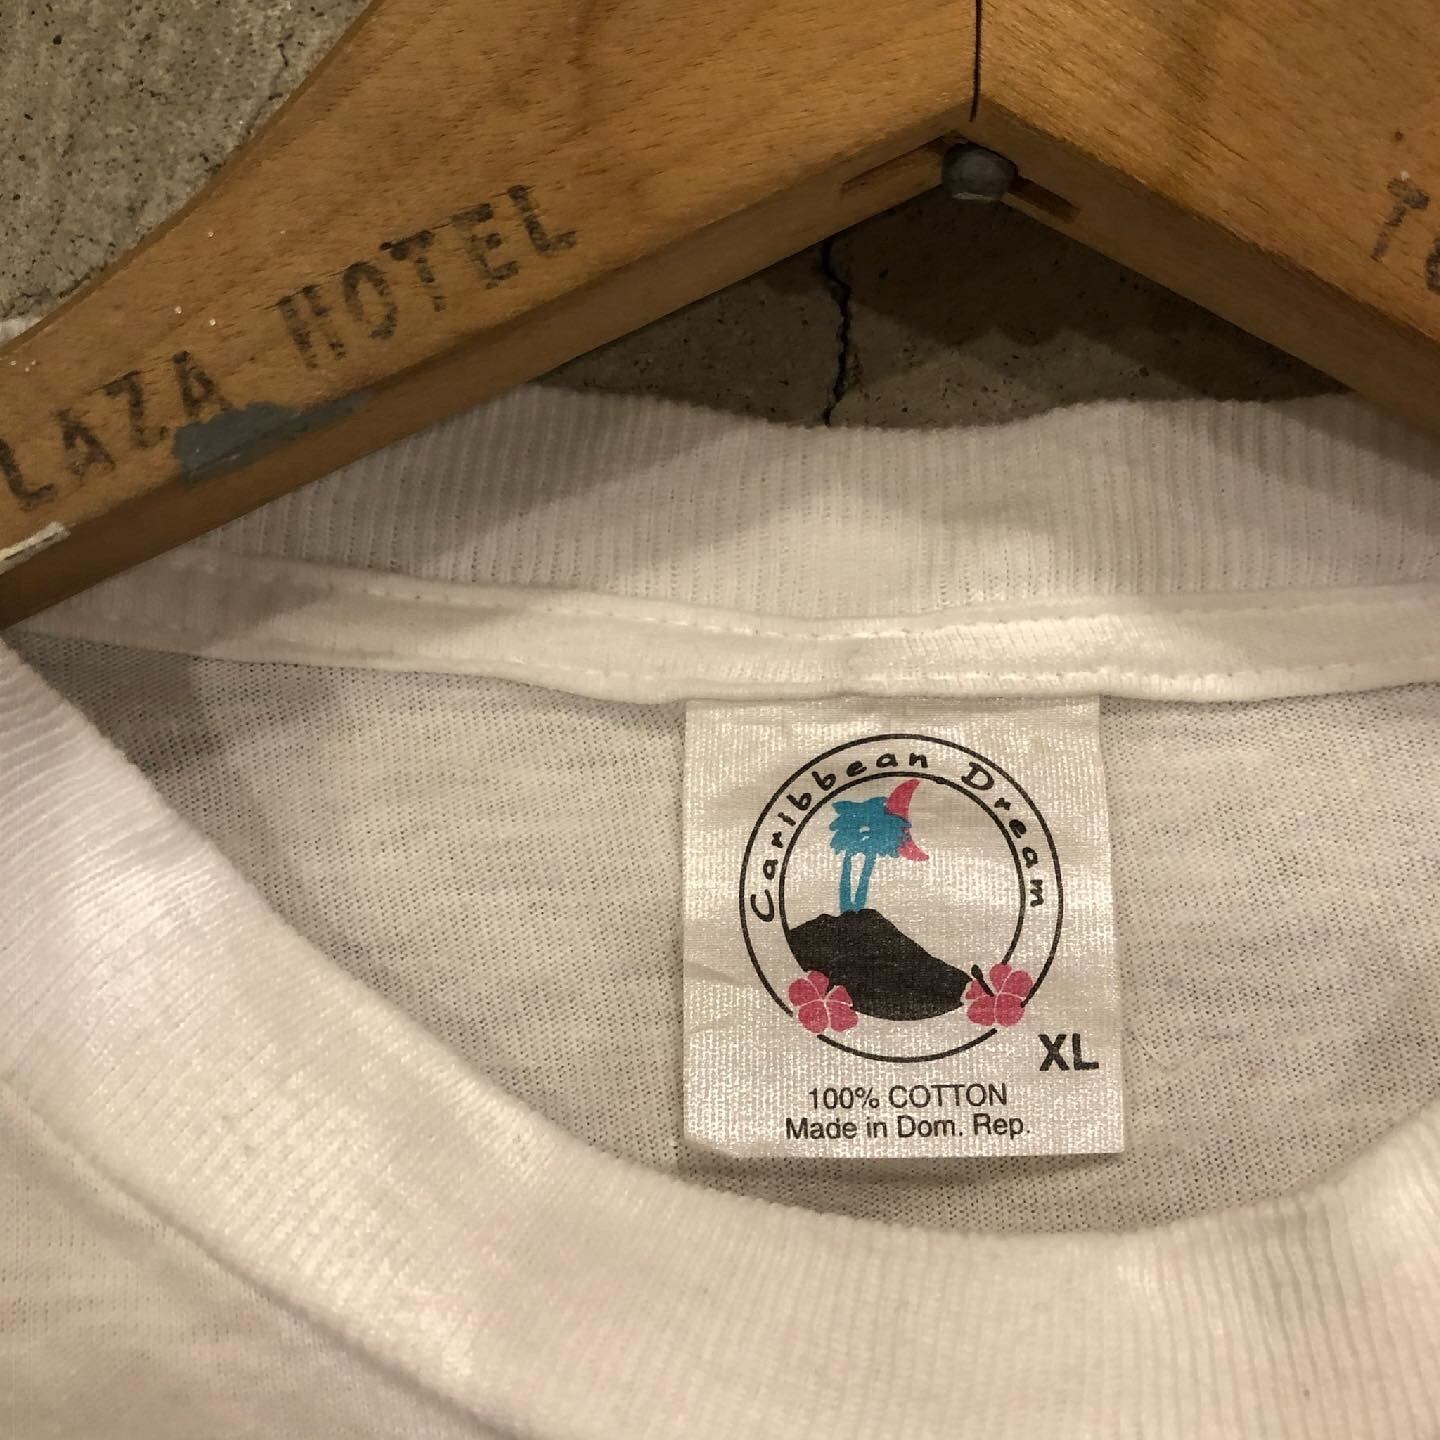 LAZA HOTEL
Caribbean Dream
XL
100% COTTON
Made in Dom. Rep.